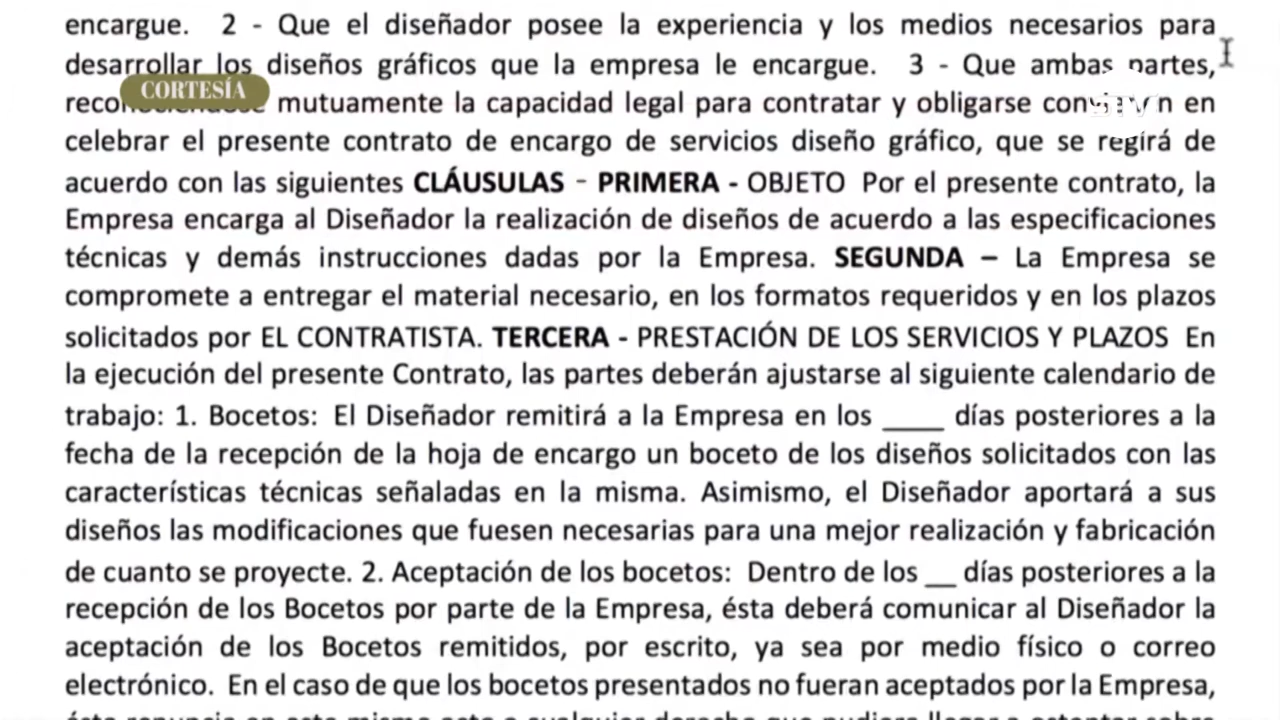 encargue. 2 - Que el diseñador posee la experiencia y los medios necesarios para
desarrollar los diseños gráficos que la empresa le encargue. 3 - Que ambas partes,
CORTESÍA
mutuamente la capacidad legal para contratar y obligarse en
STV
celebrar el presente contrato de encargo de servicios diseño gráfico, que se regirá de
acuerdo con las siguientes CLÁUSULAS - PRIMERA - OBJETO Por el presente contrato, la
Empresa encarga al Diseñador la realización de diseños de acuerdo a las especificaciones
técnicas y demás instrucciones dadas por la Empresa. SEGUNDA – La Empresa se
compromete a entregar el material necesario, en los formatos requeridos y en los plazos
solicitados por EL CONTRATISTA. TERCERA - PRESTACIÓN DE LOS SERVICIOS Y PLAZOS En
la ejecución del presente Contrato, las partes deberán ajustarse al siguiente calendario de
trabajo: 1. Bocetos: El Diseñador remitirá a la Empresa en los ____ días posteriores a la
fecha de la recepción de la hoja de encargo un boceto de los diseños solicitados con las
características técnicas señaladas en la misma. Asimismo, el Diseñador aportará a sus
diseños las modificaciones que fuesen necesarias para una mejor realización y fabricación
de cuanto se proyecte. 2. Aceptación de los bocetos: Dentro de los __ días posteriores a la
recepción de los Bocetos por parte de la Empresa, ésta deberá comunicar al Diseñador la
aceptación de los Bocetos remitidos, por escrito, ya sea por medio físico o correo
electrónico. En el caso de que los bocetos presentados no fueran aceptados por la Empresa,